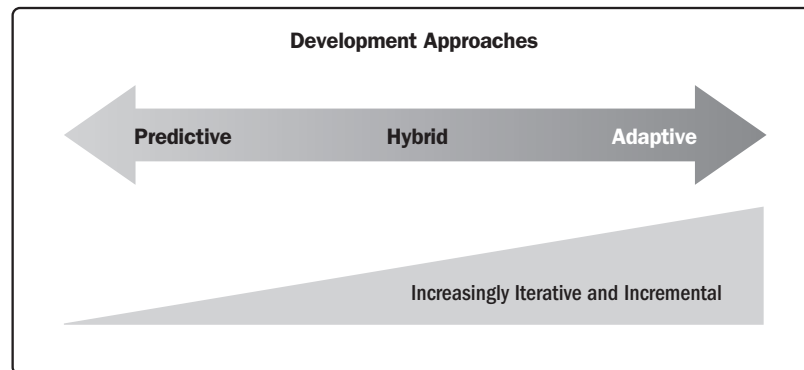 Development Approaches
Predictive Hybrid Adaptive
Increasingly Iterative and Incremental